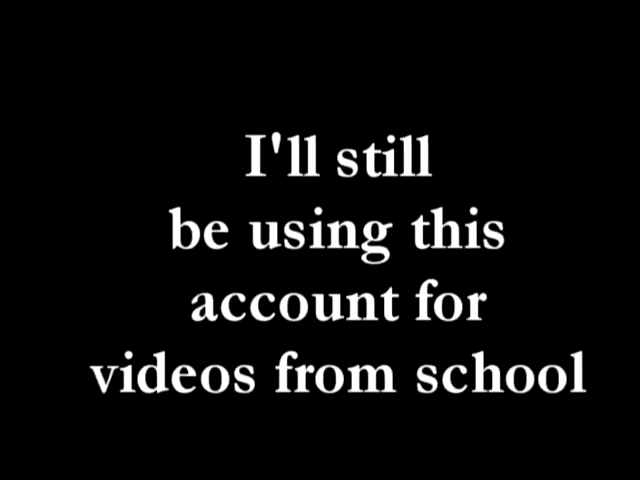 I'll still
be using this
account for
videos from school